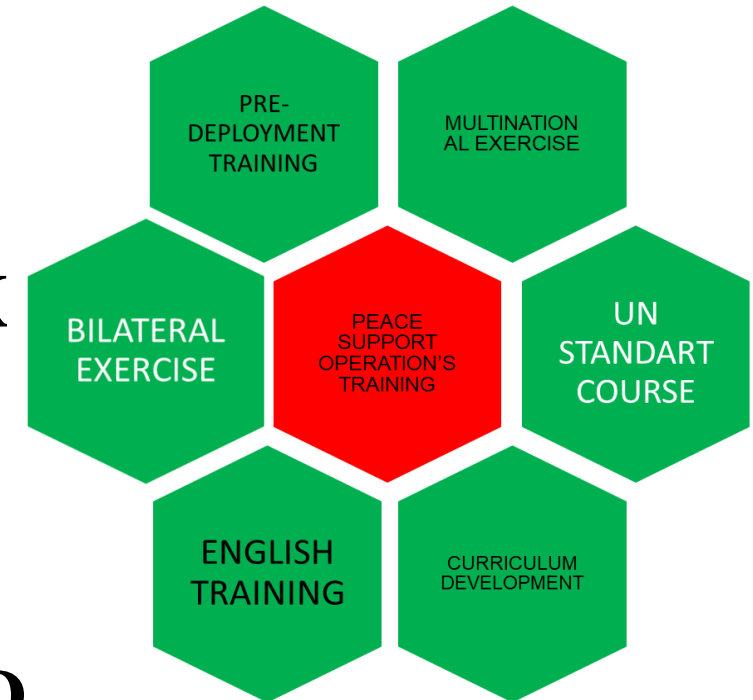 PRE-
DEPLOYMENT
TRAINING
MULTINATION
AL EXERCISE
BILATERAL
EXERCISE
PEACE
SUPPORT
OPERATION'S
TRAINING
UN
STANDART
COURSE
ENGLISH
TRAINING
CURRICULUM
DEVELOPMENT